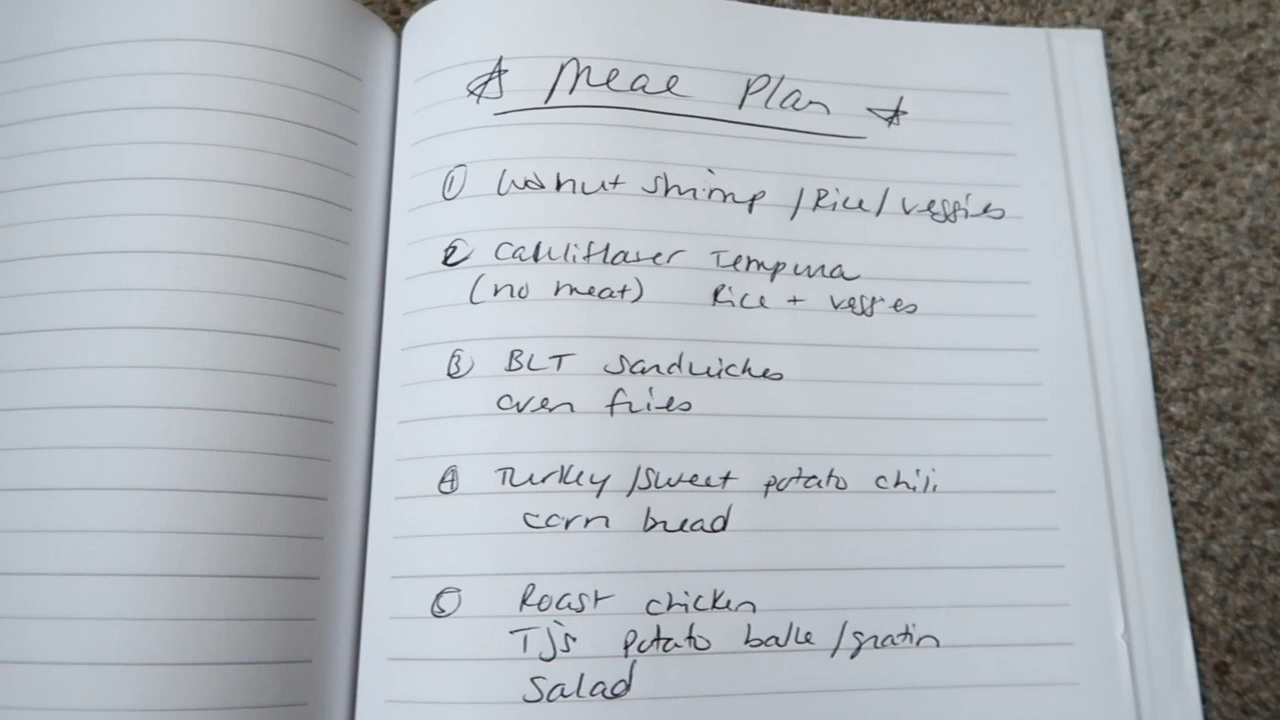 ☆ Meal Plan ☆
① Walnut shrimp / Rice / veggies
② Cauliflower Tempura
(no meat) Rice + veggies
③ BLT sandwiches
oven fries
④ Turkey / sweet potato chili
corn bread
⑤ Roast chicken
TJ's potato bake / gratin
Salad